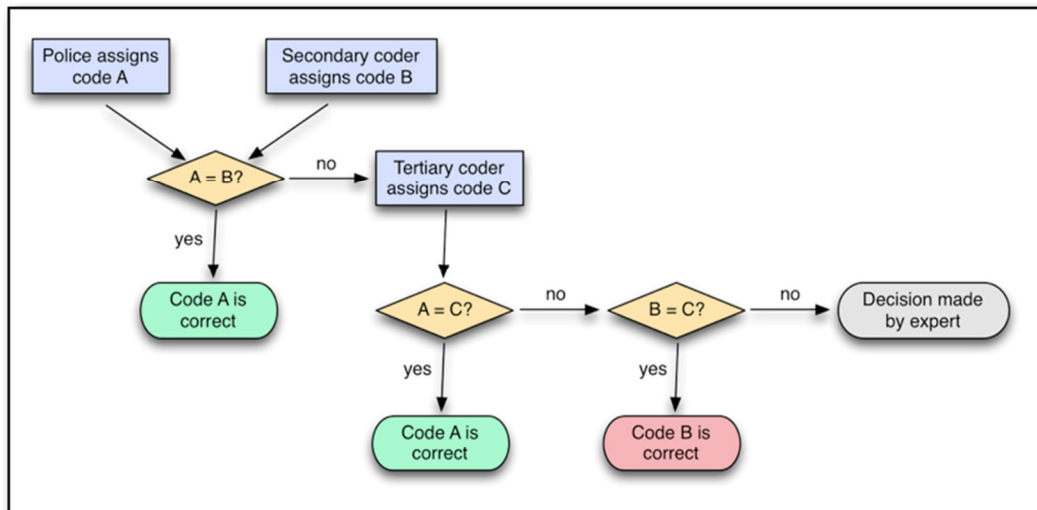 Police assigns
code A
Secondary coder
assigns code B
A = B?
no
Tertiary coder
assigns code C
yes
Code A is
correct
A = C?
no
B = C?
no
Decision made
by expert
yes
yes
Code A is
correct
Code B is
correct